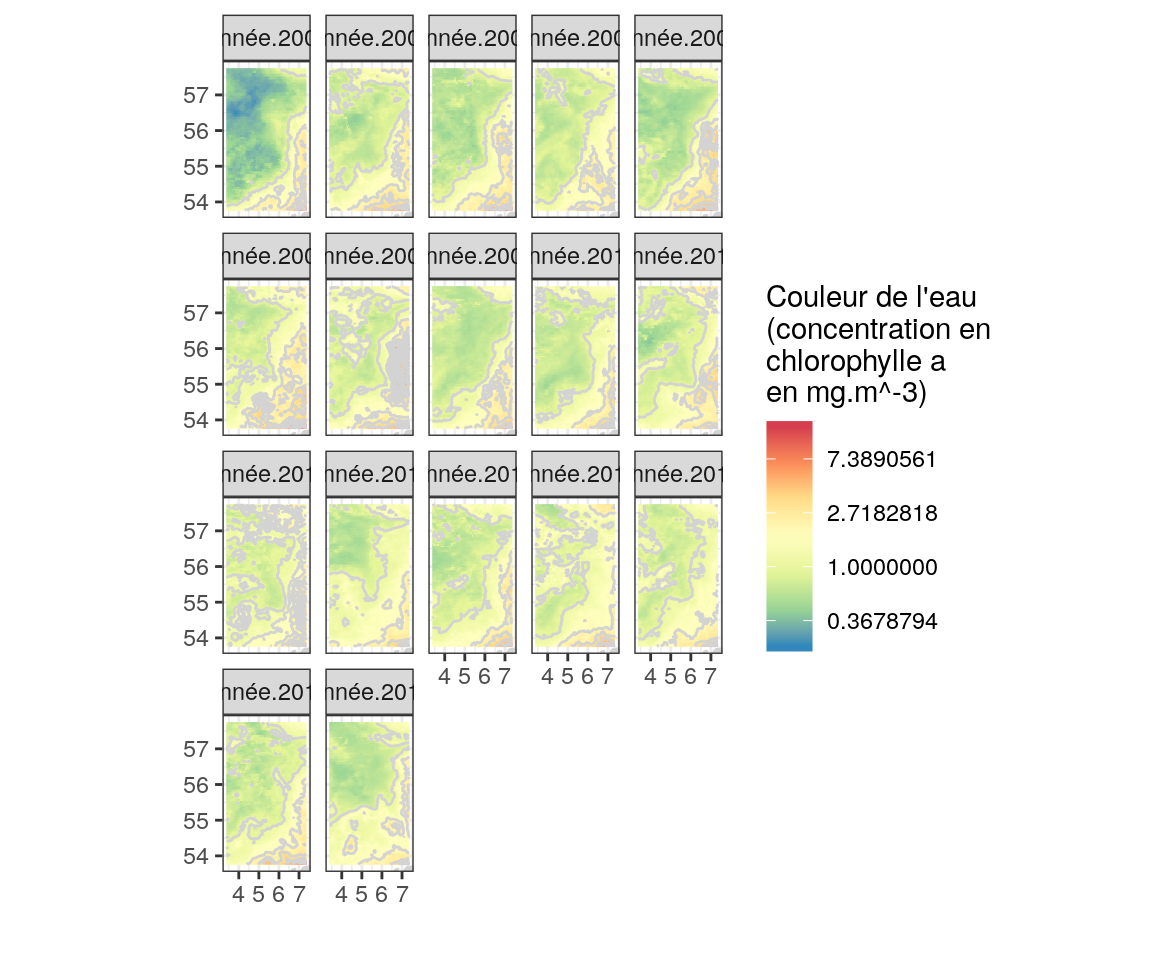 nnée.200 nnée.200 nnée.200 nnée.200 nnée.200
57
56
55
54
nnée.200 nnée.200 nnée.200 nnée.201 nnée.201
57
56
55
54
nnée.201 nnée.201 nnée.201 nnée.201 nnée.201
57
56
55
54
4 5 6 7 4 5 6 7 4 5 6 7
nnée.201 nnée.201
57
56
55
54
4 5 6 7 4 5 6 7
Couleur de l'eau
(concentration en
chlorophylle a
en mg.m^-3)
7.3890561
2.7182818
1.0000000
0.3678794